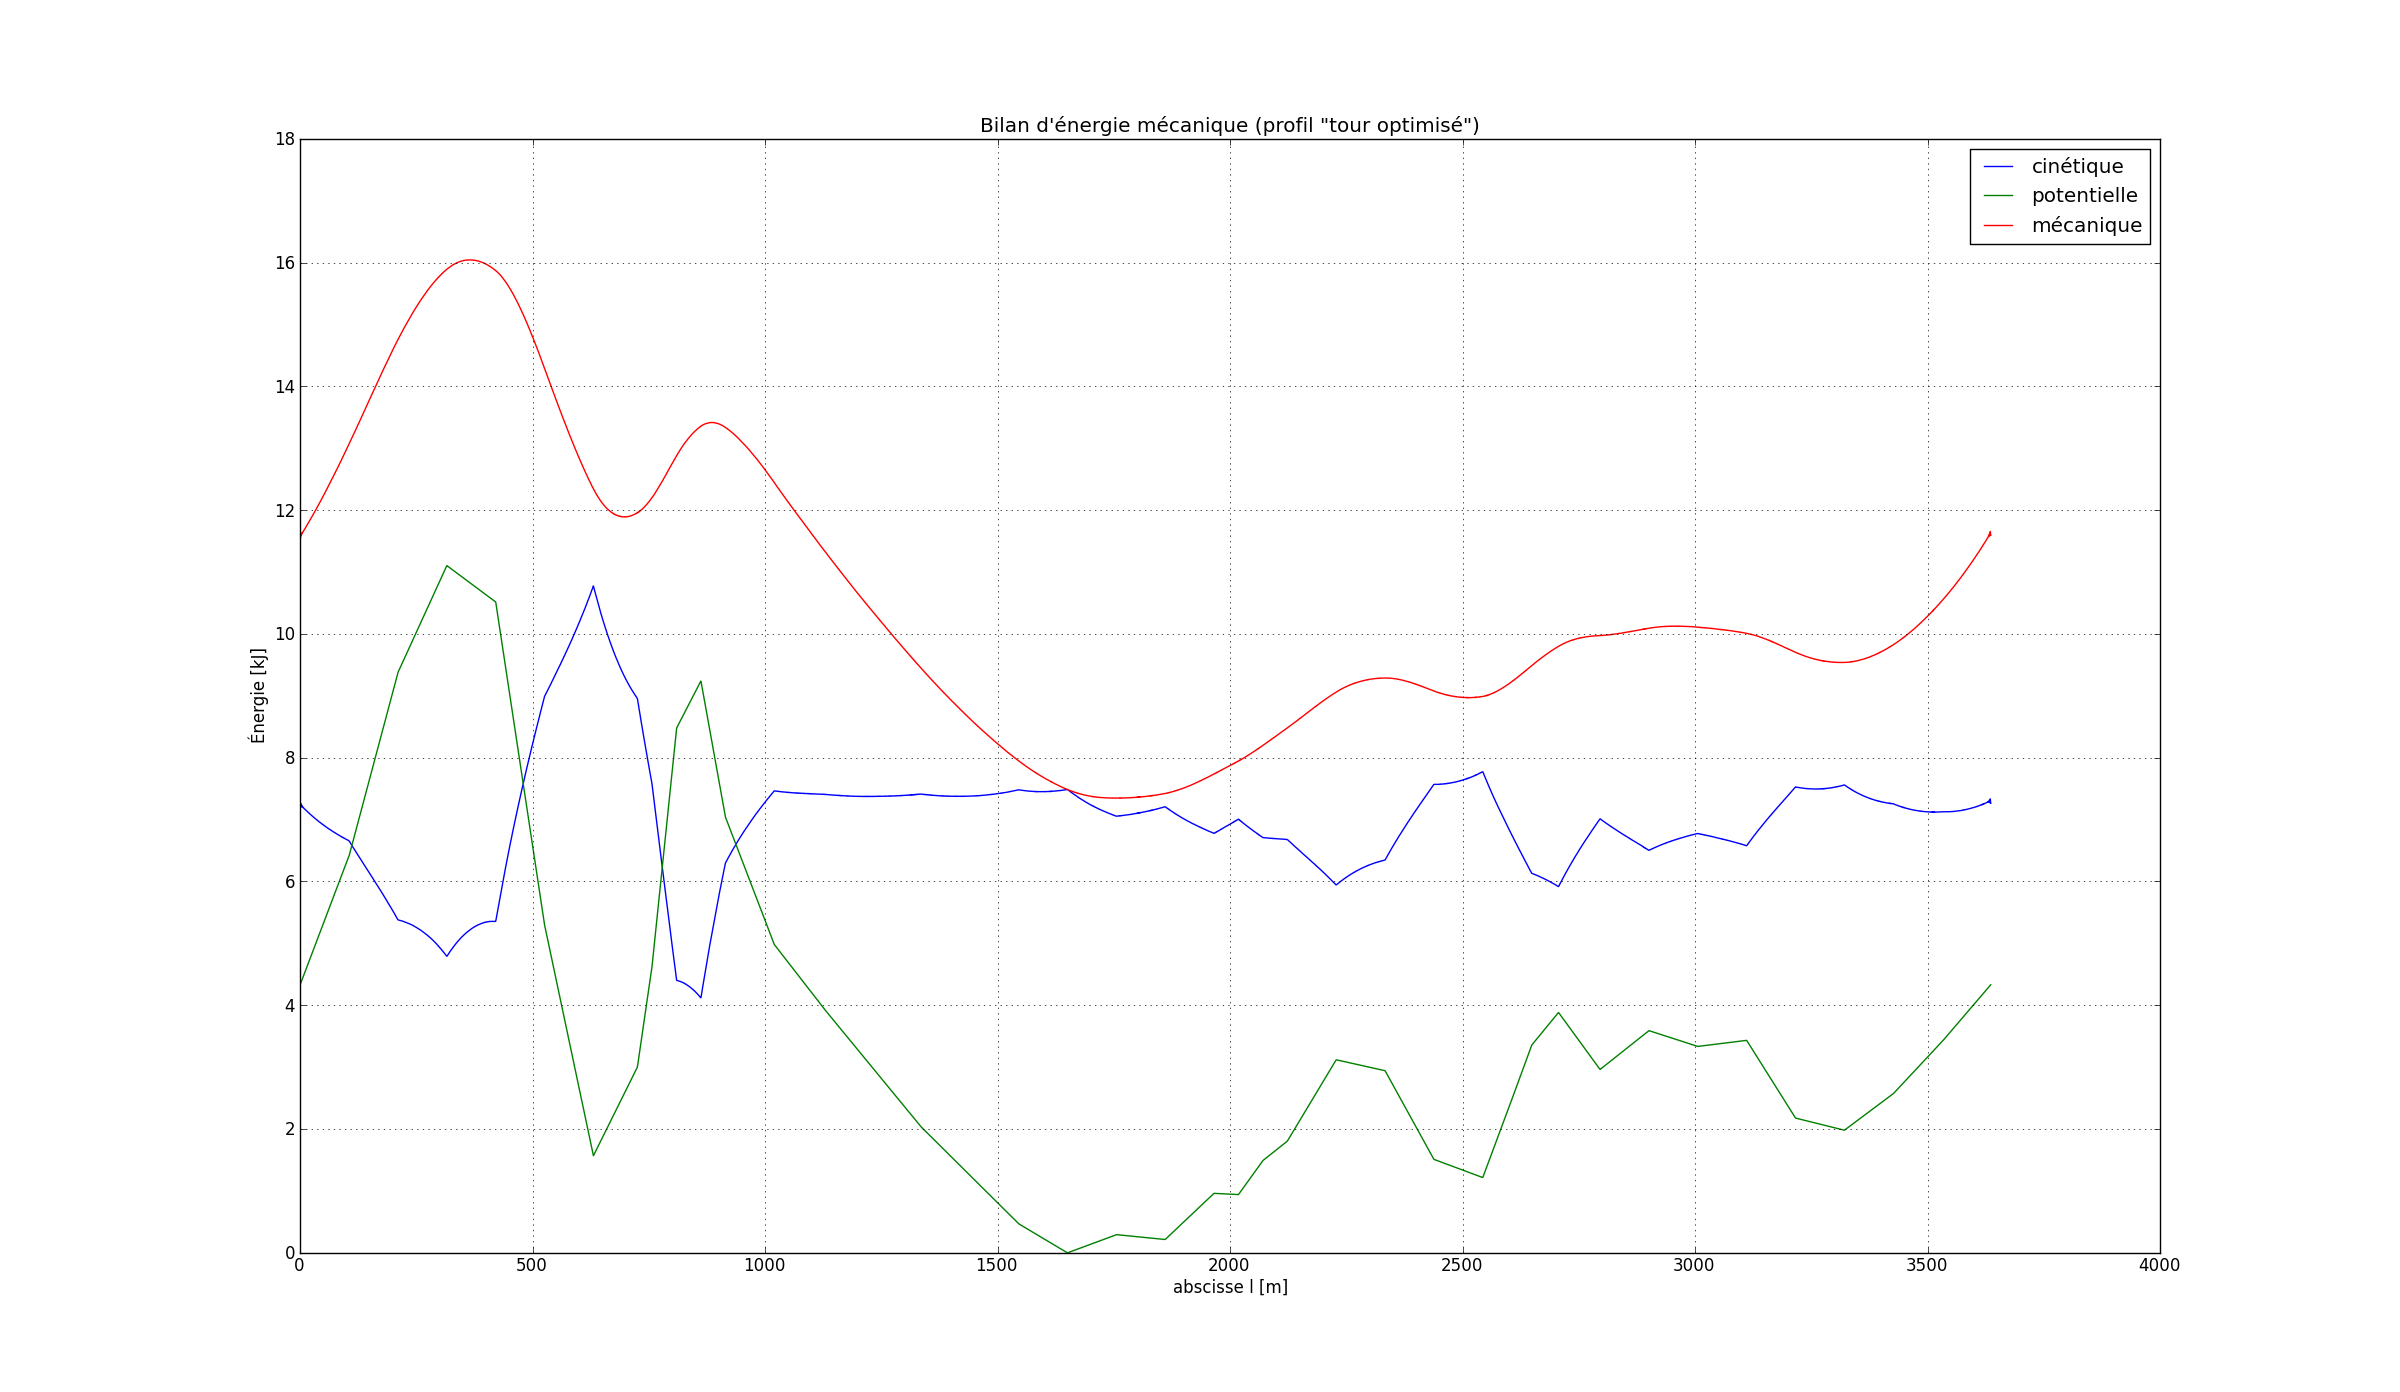 Bilan d'énergie mécanique (profil "tour optimisé")
18
16
14
12
10
8
6
4
2
0
Énergie [kJ]
cinétique
potentielle
mécanique
0 500 1000 1500 2000 2500 3000 3500 4000
abscisse l [m]